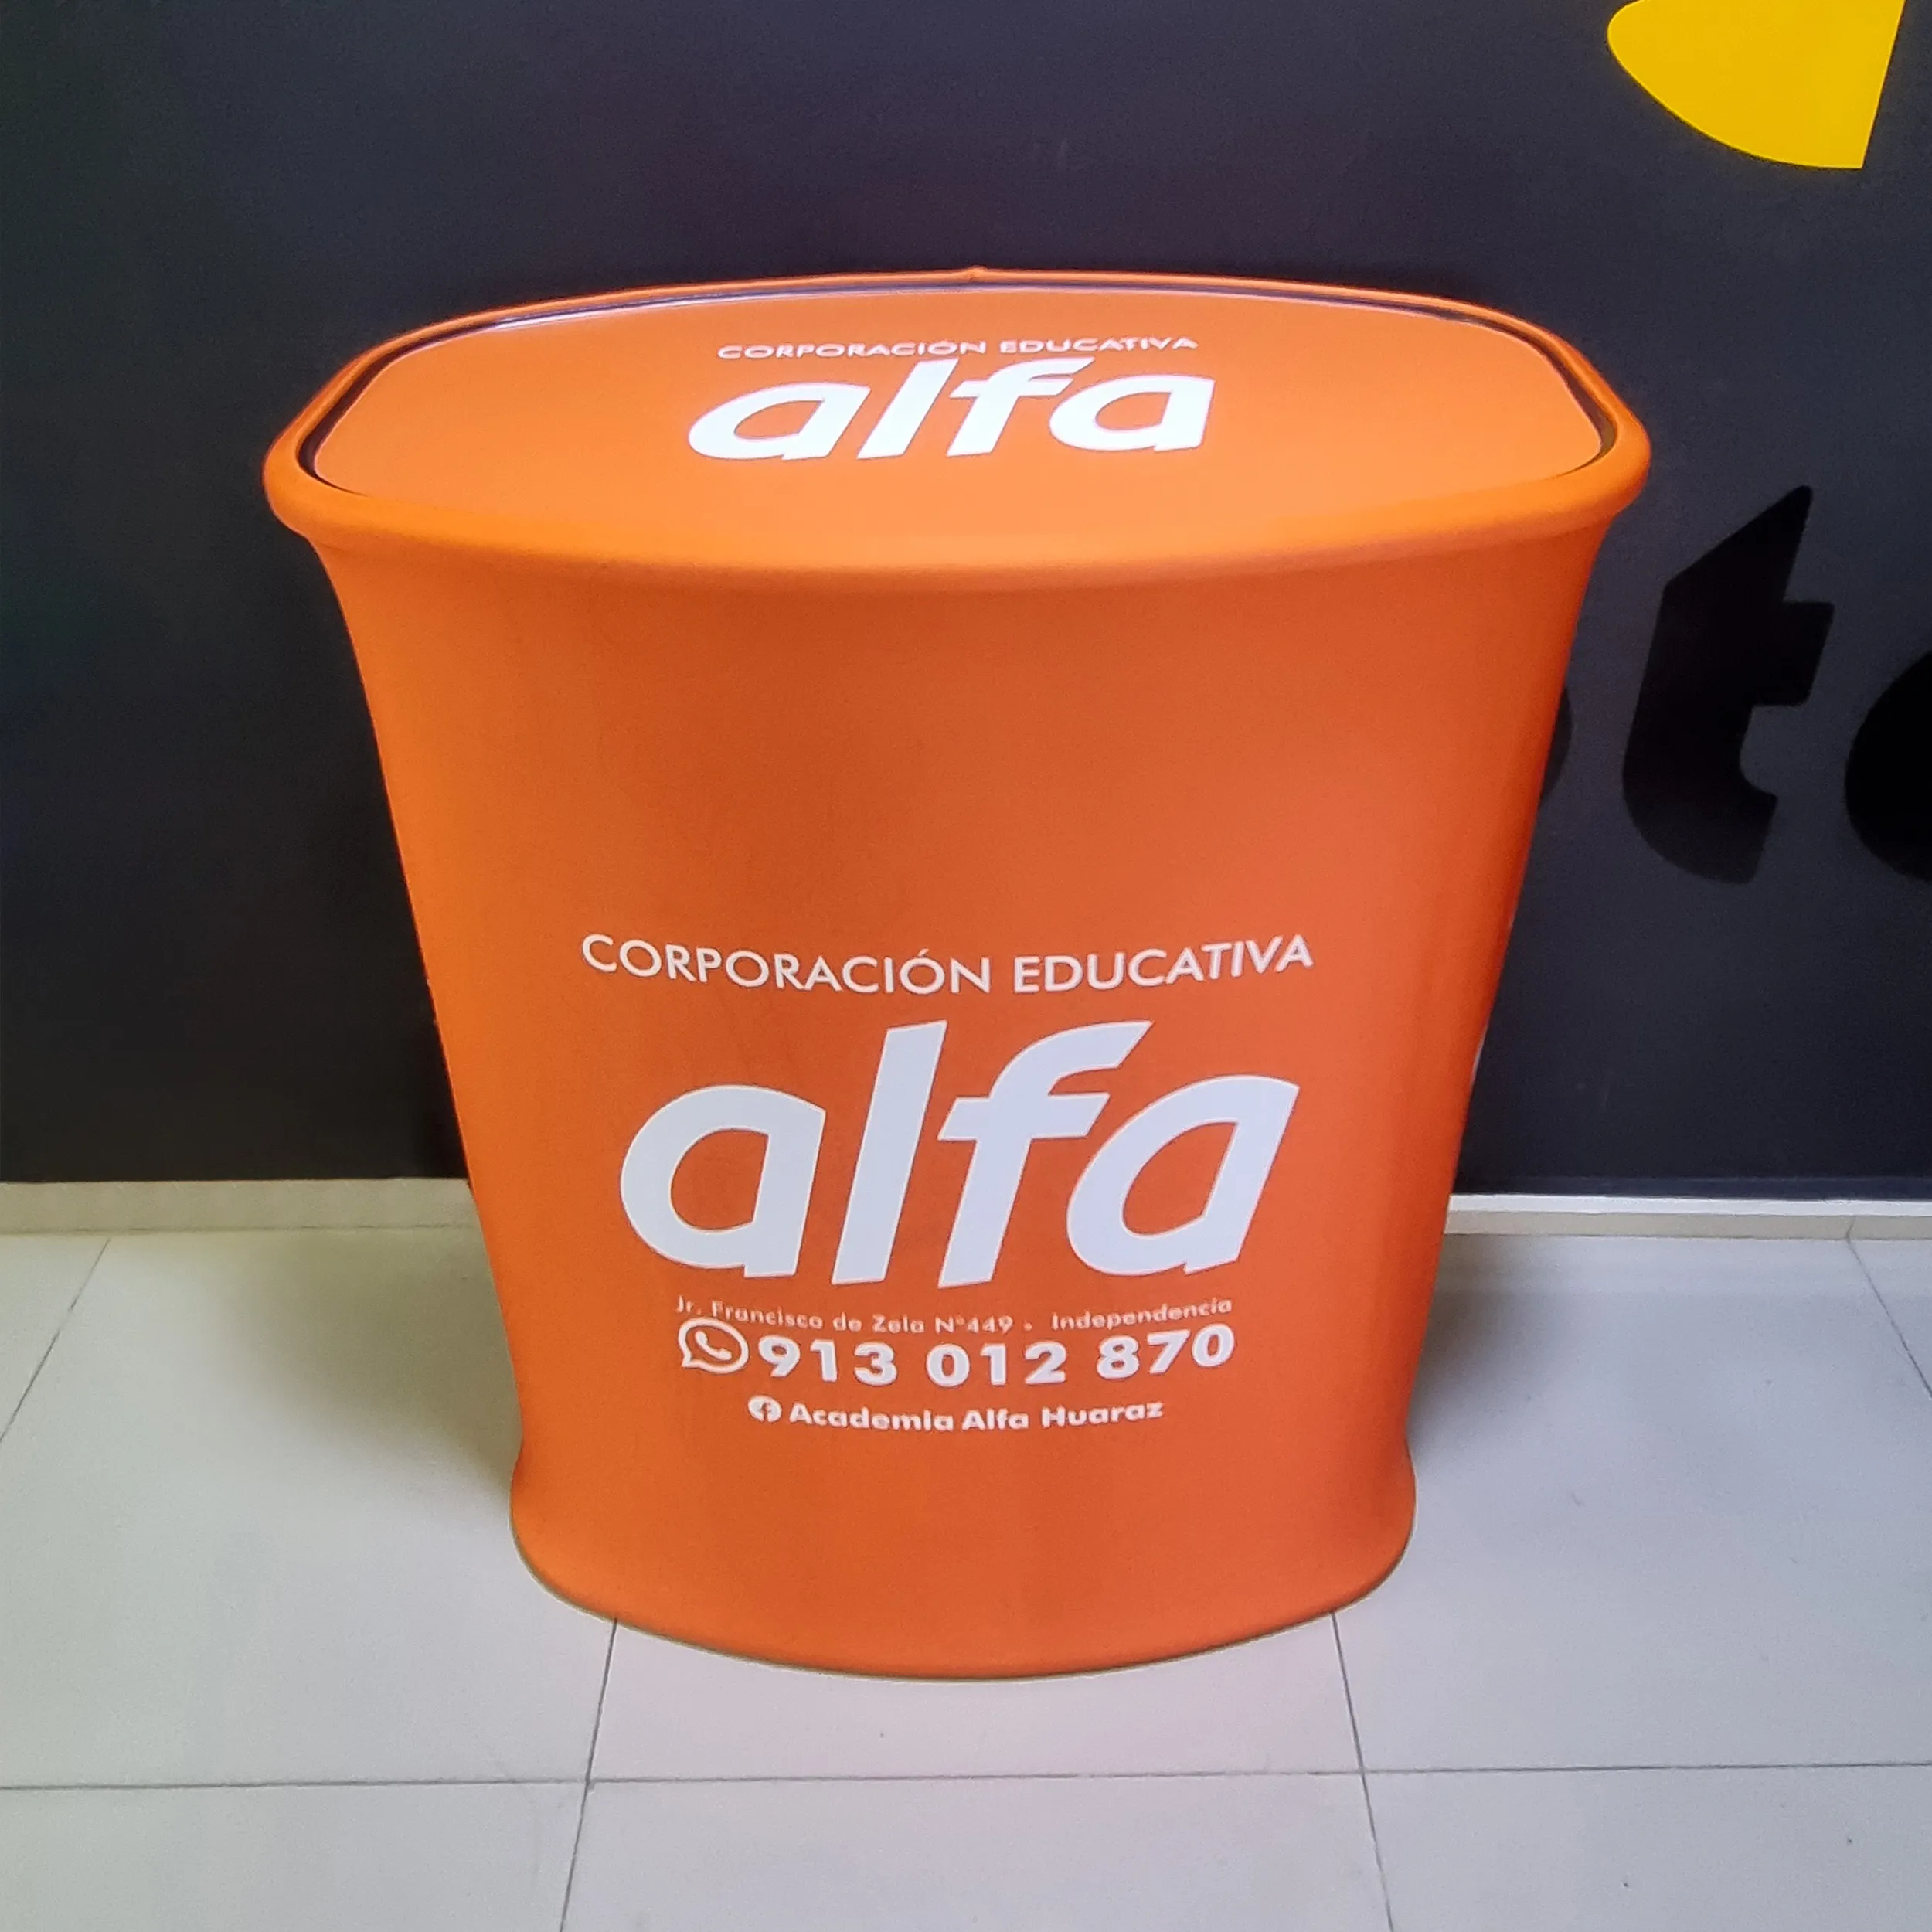 CORPORACIÓN EDUCATIVA
alfa
CORPORACIÓN EDUCATIVA
alfa
Jr. Francisco de Zela N°449 - Independencia
913 012 870
Academia Alfa Huaraz